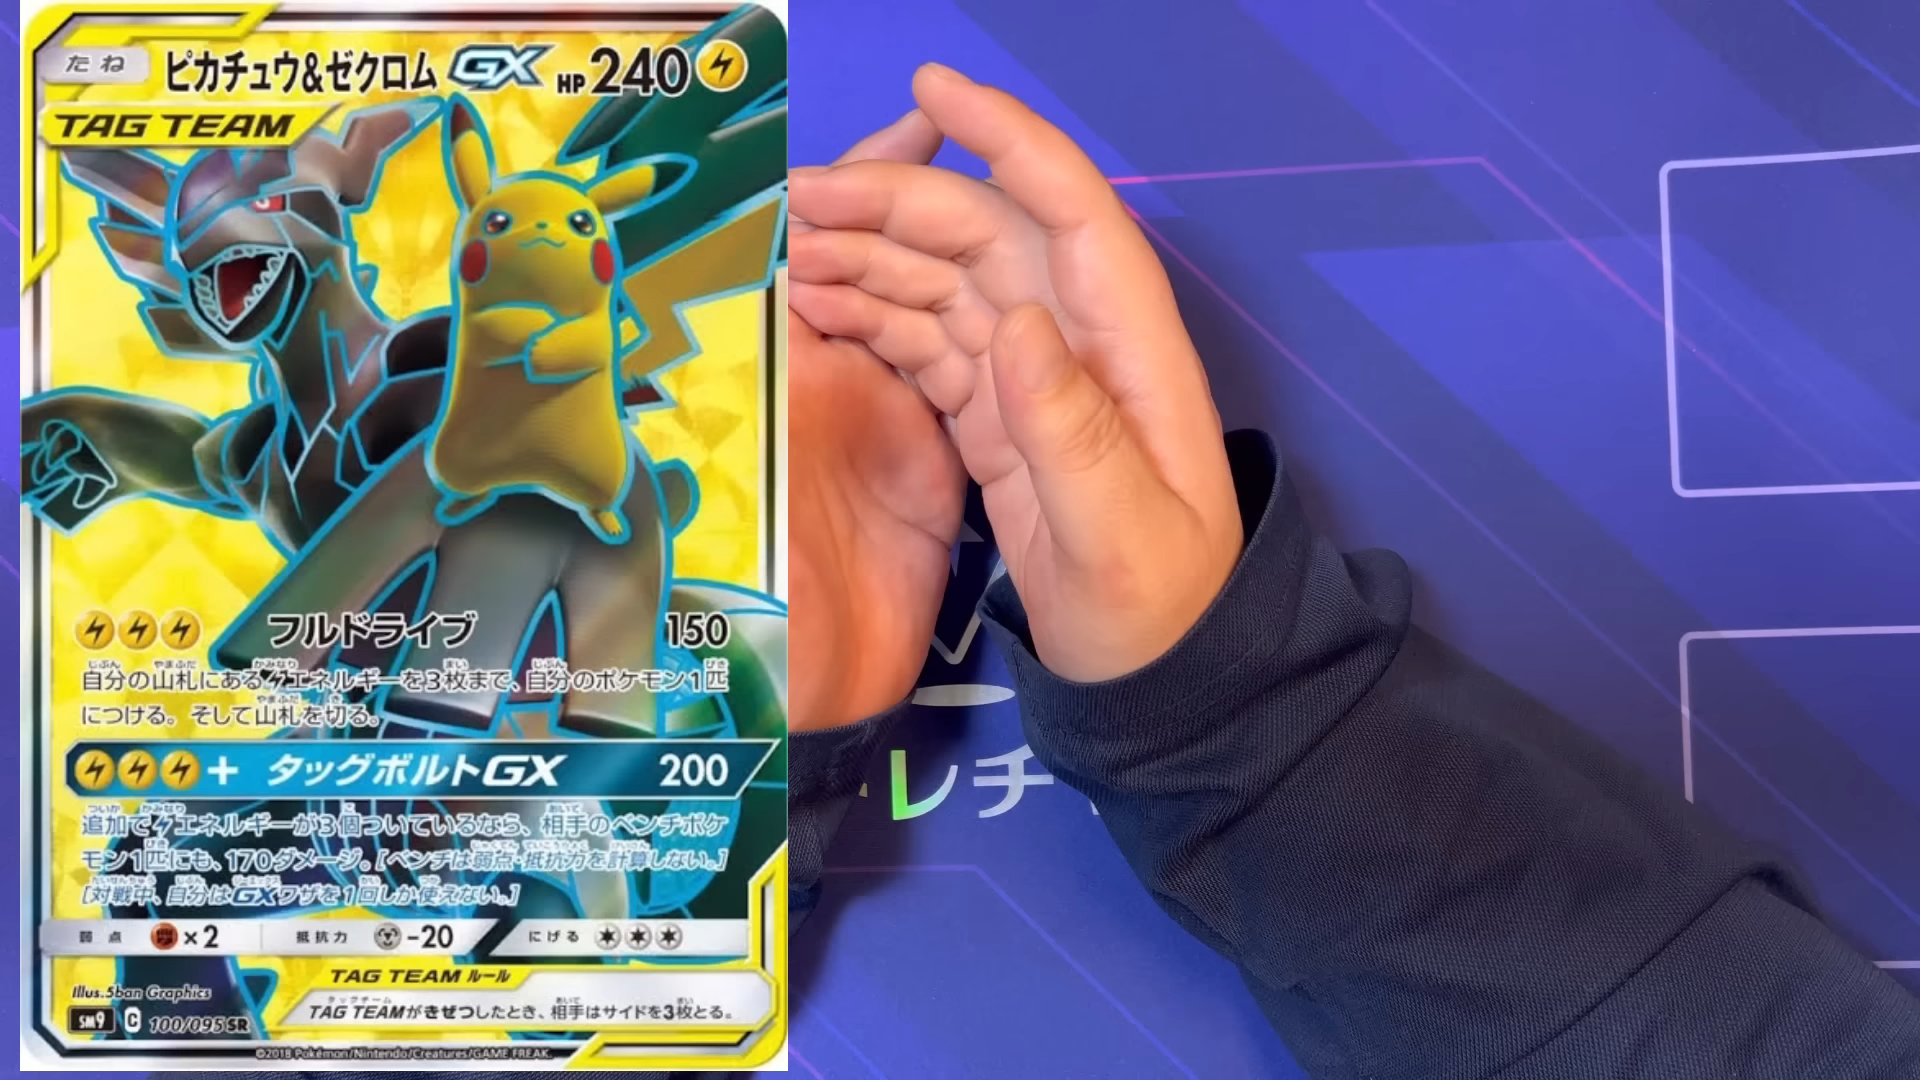 たね ピカチュウ&ゼクロム GX HP 240
TAG TEAM
フルドライブ 150
自分の山札にあるエネルギーを3枚まで、自分のポケモン1匹
につける。そして山札を切る。
+ タッグボルトGX 200
追加でエネルギーが3個ついているなら、相手のベンチポケ
モン1匹にも、170ダメージ。[ベンチは弱点・抵抗力を計算しない。]
[対戦中、自分はGXワザを1回しか使えない。]
弱点 ×2 抵抗力 -20 にげる
TAG TEAM ルール
TAG TEAMがきぜつしたとき、相手はサイドを3枚とる。
Illus. 5ban Graphics
SM9 C 100/095 SR
©2018 Pokémon/Nintendo/Creatures/GAME FREAK.
レチ